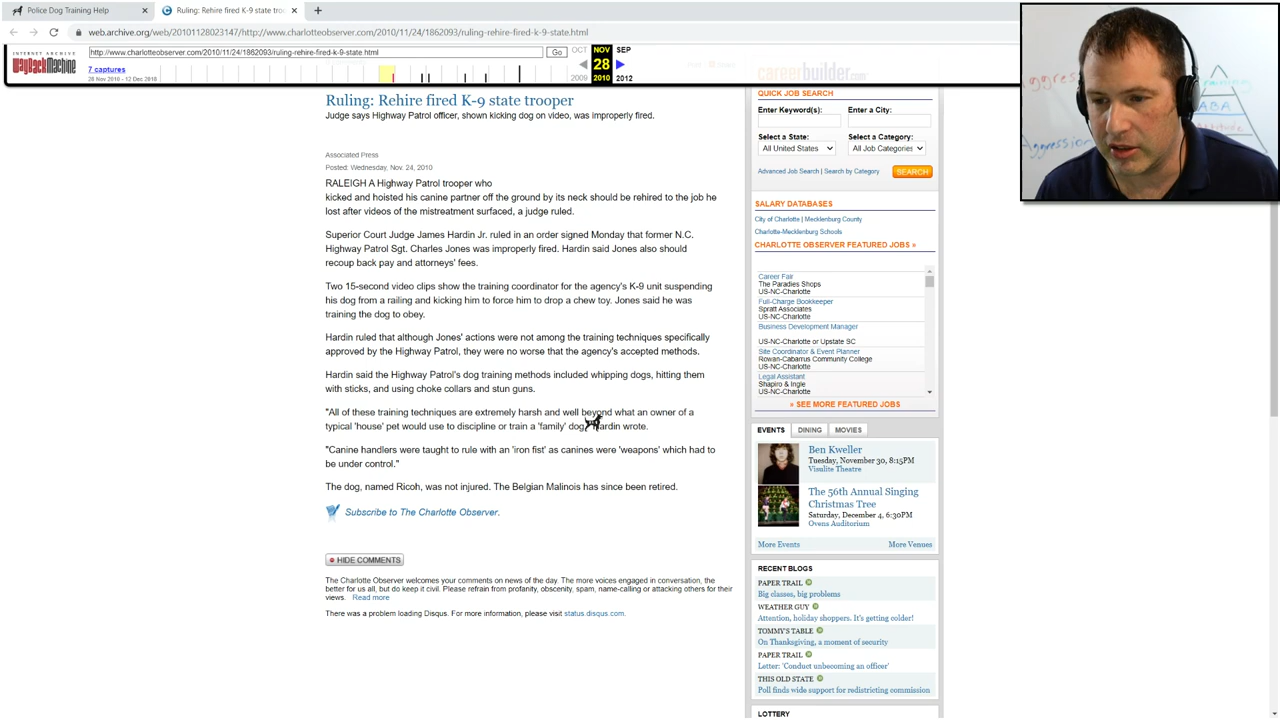 Police Dog Training Help
Ruling: Rehire fired K-9 state troo
web.archive.org/web/20101128023147/http://www.charlotteobserver.com/2010/11/24/1862093/ruling-rehire-fired-k-9-state.html
INTERNET ARCHIVE
WayBackMachine
http://www.charlotteobserver.com/2010/11/24/1862093/ruling-rehire-fired-k-9-state.html
Go
OCT NOV SEP
28
2009 2010 2012
7 captures
28 Nov 2010 - 12 Dec 2010
careerbuilder.com
Ruling: Rehire fired K-9 state trooper
Judge says Highway Patrol officer, shown kicking dog on video, was improperly fired.
Associated Press
Posted: Wednesday, Nov. 24, 2010
RALEIGH A Highway Patrol trooper who
kicked and hoisted his canine partner off the ground by its neck should be rehired to the job he
lost after videos of the mistreatment surfaced, a judge ruled.
Superior Court Judge James Hardin Jr. ruled in an order signed Monday that former N.C.
Highway Patrol Sgt. Charles Jones was improperly fired. Hardin said Jones also should
recoup back pay and attorneys' fees.
Two 15-second video clips show the training coordinator for the agency's K-9 unit suspending
his dog from a railing and kicking him to force him to drop a chew toy. Jones said he was
training the dog to obey.
Hardin ruled that although Jones' actions were not among the training techniques specifically
approved by the Highway Patrol, they were no worse that the agency's accepted methods.
Hardin said the Highway Patrol's dog training methods included whipping dogs, hitting them
with sticks, and using choke collars and stun guns.
"All of these training techniques are extremely harsh and well beyond what an owner of a
typical 'house' pet would use to discipline or train a 'family' dog, Hardin wrote.
"Canine handlers were taught to rule with an 'iron fist' as canines were 'weapons' which had to
be under control."
The dog, named Ricoh, was not injured. The Belgian Malinois has since been retired.
Subscribe to The Charlotte Observer.
HIDE COMMENTS
The Charlotte Observer welcomes your comments on news of the day. The more voices engaged in conversation, the
better for us all, but do keep it civil. Please refrain from profanity, obscenity, spam, name-calling or attacking others for their
views. Read more
There was a problem loading Disqus. For more information, please visit status.disqus.com.
QUICK JOB SEARCH
Enter Keyword(s): Enter a City:
Select a State: Select a Category:
All United States All Job Categories
Advanced Job Search | Search by Category SEARCH
SALARY DATABASES
City of Charlotte | Mecklenburg County
Charlotte-Mecklenburg Schools
CHARLOTTE OBSERVER FEATURED JOBS »
Career Fair
The Paradies Shops
US-NC-Charlotte
Full-Charge Bookkeeper
Spratt Associates
US-NC-Charlotte
Business Development Manager
US-NC-Charlotte or Upstate SC
Site Coordinator & Event Planner
Rowan-Cabarrus Community College
US-NC-Charlotte
Legal Assistant
Shapiro & Ingle
US-NC-Charlotte
» SEE MORE FEATURED JOBS
EVENTS DINING MOVIES
Ben Kweller
Tuesday, November 30, 8:15PM
Visulite Theatre
The 56th Annual Singing
Christmas Tree
Saturday, December 4, 6:30PM
Ovens Auditorium
More Events More Venues
RECENT BLOGS
PAPER TRAIL
Big classes, big problems
WEATHER GUY
Attention, holiday shoppers. It's getting colder!
TOMMY'S TABLE
On Thanksgiving, a moment of security
PAPER TRAIL
Letter: 'Conduct unbecoming an officer'
THIS OLD STATE
Poll finds wide support for redistricting commission
LOTTERY
aggres
Aggression
ABA